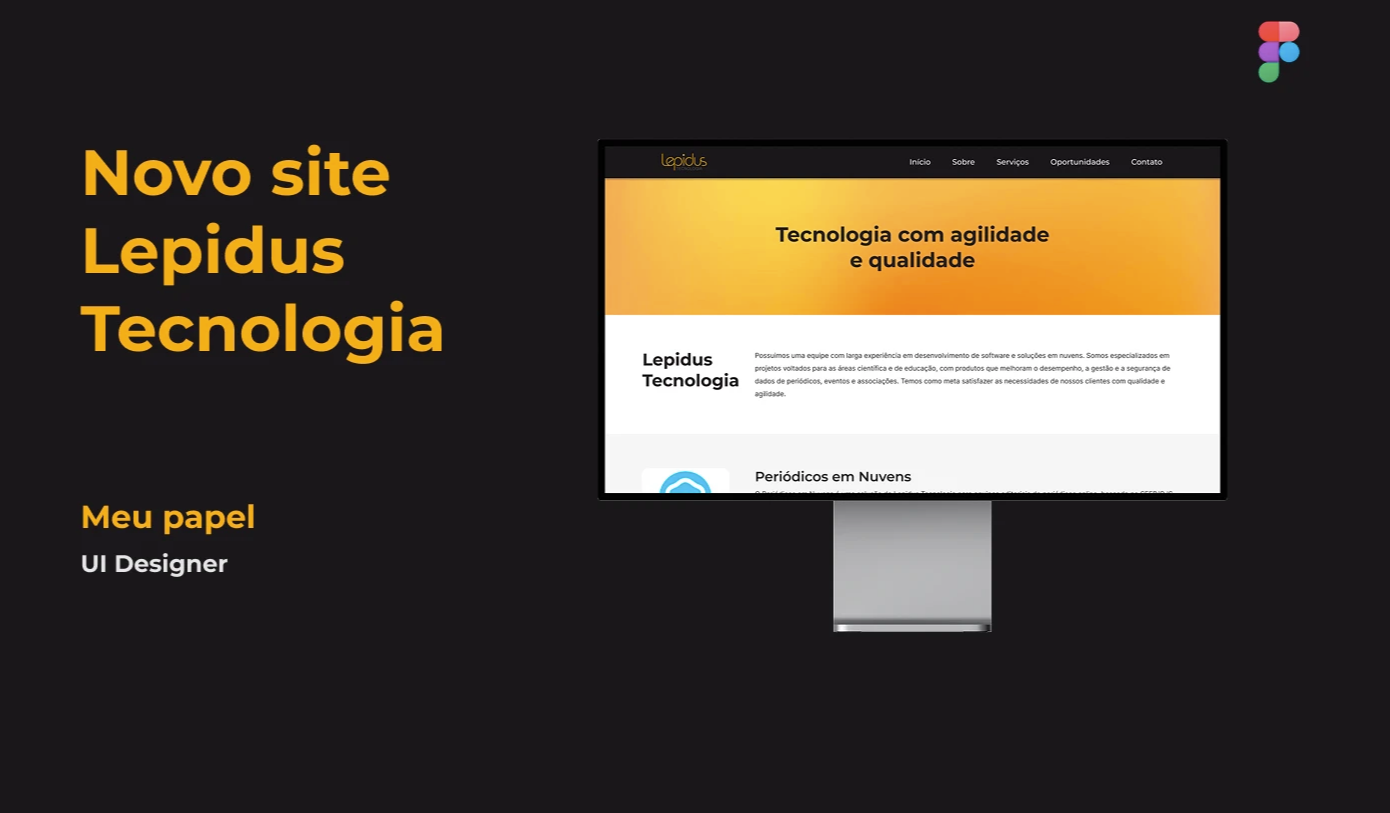 Novo site
Lepidus
Tecnologia
Meu papel
UI Designer
Lepidus
Início Sobre Serviços Oportunidades Contato
Tecnologia com agilidade
e qualidade
Lepidus
Tecnologia
Possuimos uma equipe com larga experiência em desenvolvimento de software e soluções em nuvens. Somos especializados em
projetos voltados para as áreas científica e de educação, com produtos que melhoram o desempenho, a gestão e a segurança de
dados de periódicos, eventos e associações. Temos como meta satisfazer as necessidades de nossos clientes com qualidade e
agilidade.
Periódicos em Nuvens